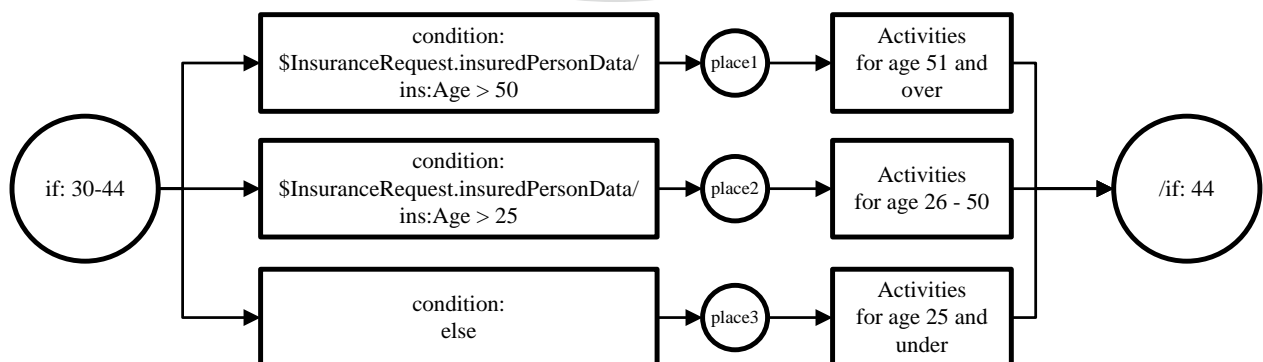 if: 30-44
condition:
$InsuranceRequest.insuredPersonData/
ins:Age > 50
place1
Activities
for age 51 and
over
condition:
$InsuranceRequest.insuredPersonData/
ins:Age > 25
place2
Activities
for age 26 - 50
condition:
else
place3
Activities
for age 25 and
under
/if: 44